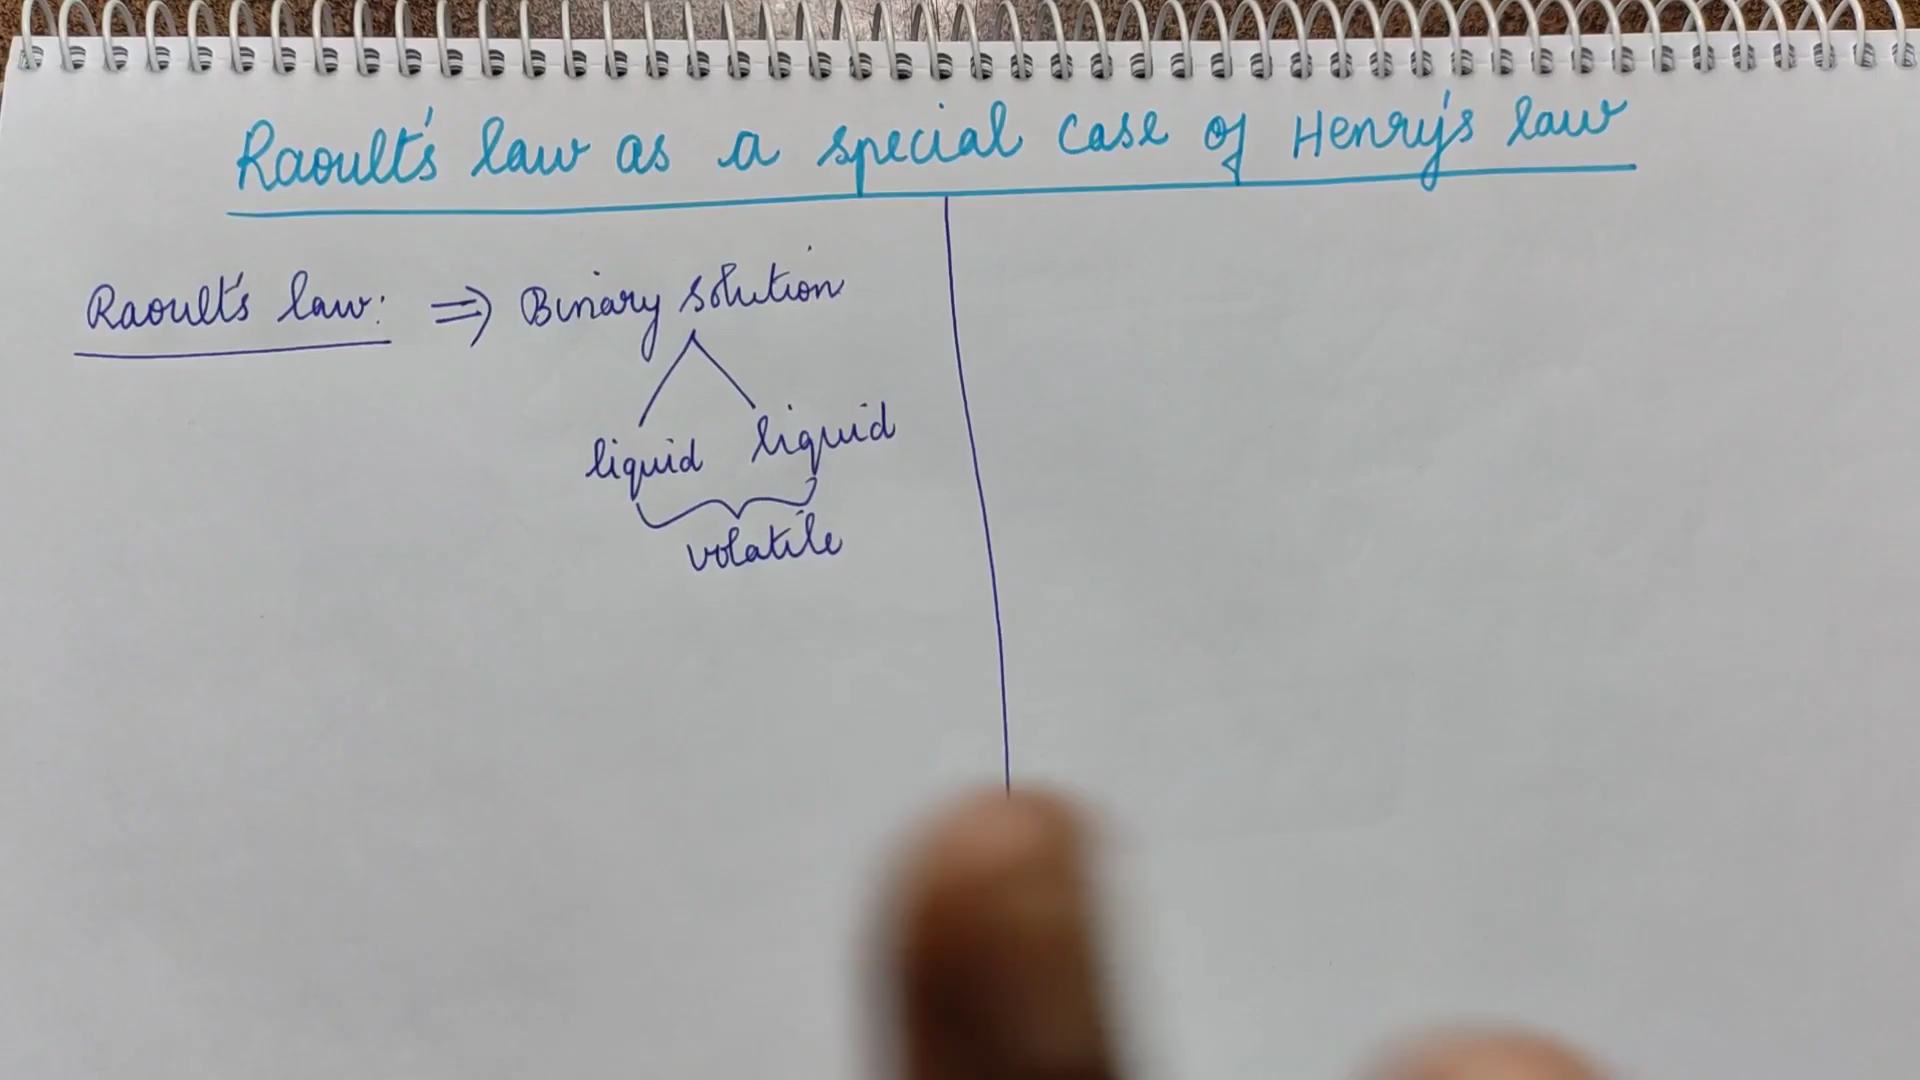 Raoult's law as a special case of Henry's law
Raoult's law: ⇒ Binary solution
liquid liquid
volatile